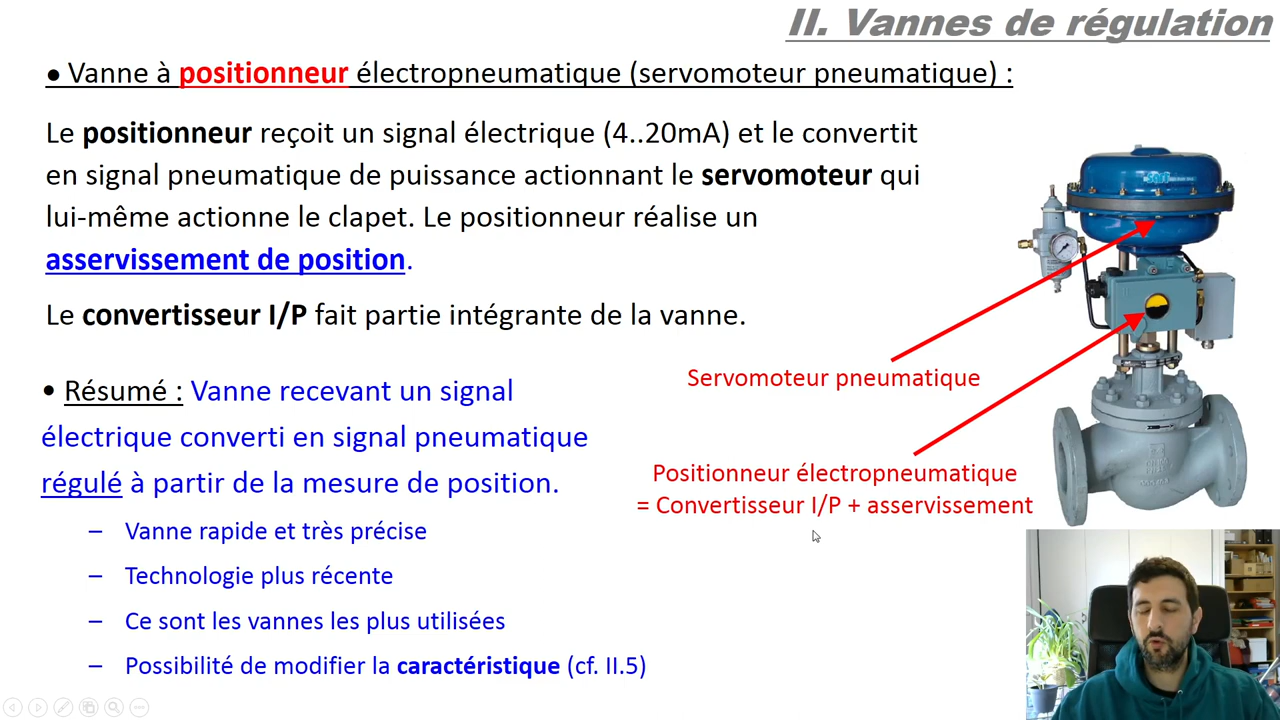 II. Vannes de régulation
• Vanne à positionneur électropneumatique (servomoteur pneumatique) :
Le positionneur reçoit un signal électrique (4..20mA) et le convertit
en signal pneumatique de puissance actionnant le servomoteur qui
lui-même actionne le clapet. Le positionneur réalise un
asservissement de position.
Le convertisseur I/P fait partie intégrante de la vanne.
• Résumé : Vanne recevant un signal
électrique converti en signal pneumatique
régulé à partir de la mesure de position.
– Vanne rapide et très précise
– Technologie plus récente
– Ce sont les vannes les plus utilisées
– Possibilité de modifier la caractéristique (cf. II.5)
Servomoteur pneumatique
Positionneur électropneumatique
= Convertisseur I/P + asservissement